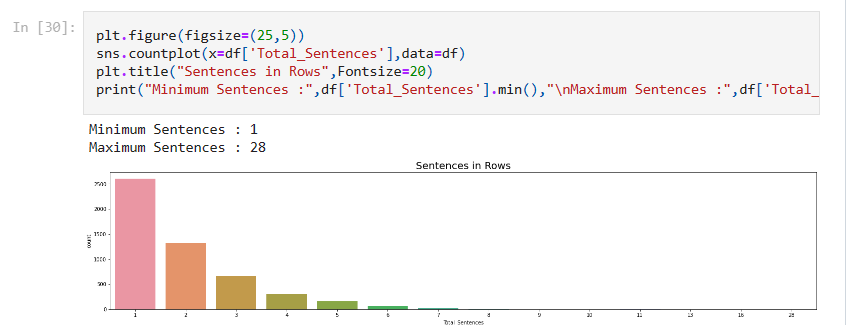 In [30]:
plt.figure(figsize=(25,5))
sns.countplot(x=df['Total_Sentences'],data=df)
plt.title("Sentences in Rows",Fontsize=20)
print("Minimum Sentences :",df['Total_Sentences'].min(),"\nMaximum Sentences :",df['Total_
Minimum Sentences : 1
Maximum Sentences : 28
Sentences in Rows
2500
2000
1500
1000
500
0
count
1 2 3 4 5 6 7 8 9 10 11 13 16 28
Total Sentences